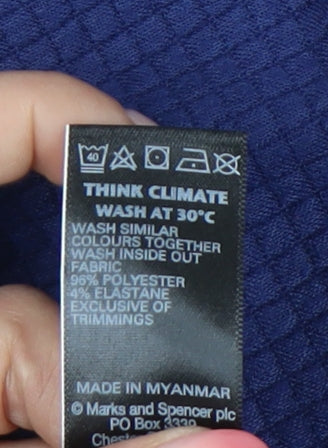 40
THINK CLIMATE
WASH AT 30°C
WASH SIMILAR
COLOURS TOGETHER
WASH INSIDE OUT
FABRIC
96% POLYESTER
4% ELASTANE
EXCLUSIVE OF
TRIMMINGS
MADE IN MYANMAR
© Marks and Spencer plc
PO Box 3339